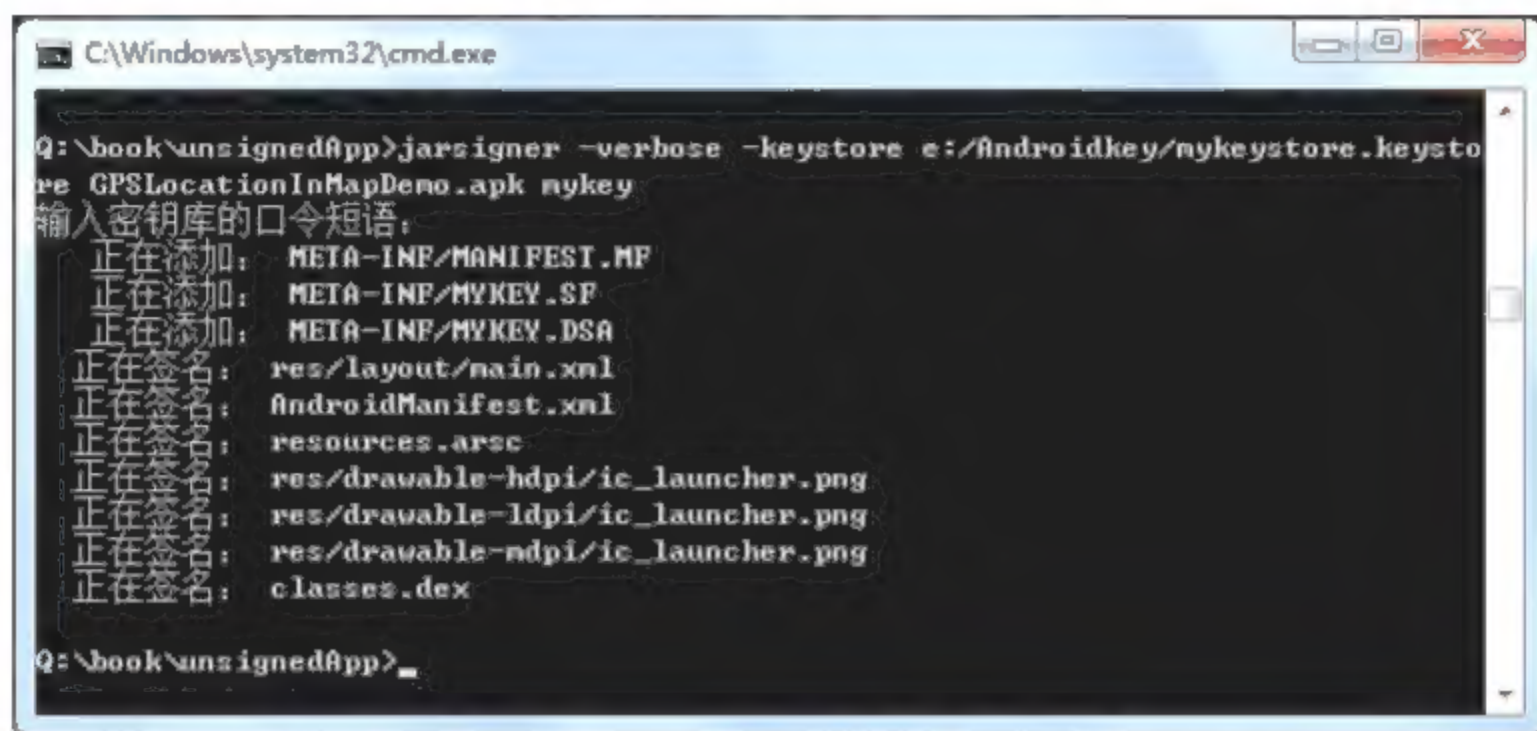 C:\Windows\system32\cmd.exe
Q:\book\unsignedApp>jarsigner -verbose -keystore e:/Androidkey/mykeystore.keysto
re GPSLocationInMapDemo.apk mykey
输入密钥库的口令短语:
正在添加: META-INF/MANIFEST.MF
正在添加: META-INF/MYKEY.SF
正在添加: META-INF/MYKEY.DSA
正在签名: res/layout/main.xml
正在签名: AndroidManifest.xml
正在签名: resources.arsc
正在签名: res/drawable-hdpi/ic_launcher.png
正在签名: res/drawable-ldpi/ic_launcher.png
正在签名: res/drawable-mdpi/ic_launcher.png
正在签名: classes.dex
Q:\book\unsignedApp>_